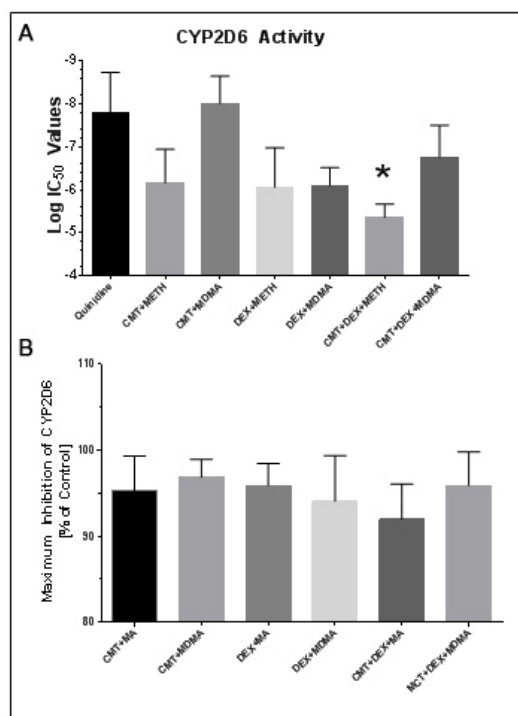 A
CYP2D6 Activity
Log IC50 Values
-9
-8
-7
-6
-5
-4
*
Quinidine
CMT+METH
CMT+MDMA
DEX+METH
DEX+MDMA
CMT+DEX+METH
CMT+DEX+MDMA
B
Maximum Inhibition of CYP2D6
[% of Control]
110
100
90
80
CMT+MA
CMT+MDMA
DEX+MA
DEX+MDMA
CMT+DEX+MA
MCT+DEX+MDMA